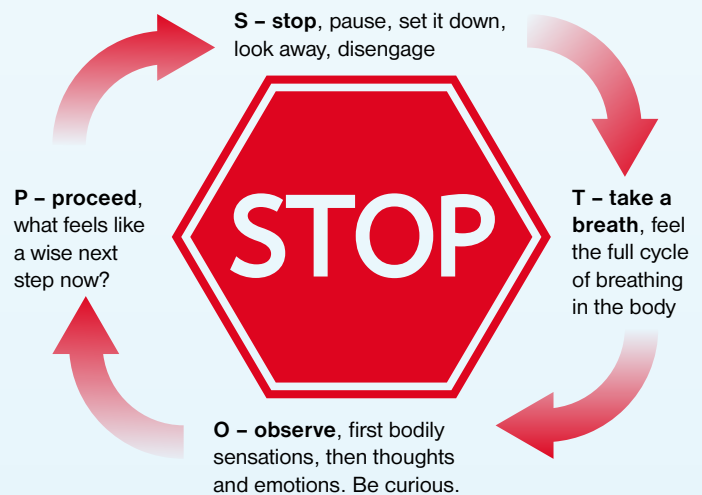 S – stop, pause, set it down,
look away, disengage
T – take a
breath, feel
the full cycle
of breathing
in the body
O – observe, first bodily
sensations, then thoughts
and emotions. Be curious.
P – proceed,
what feels like
a wise next
step now?
STOP